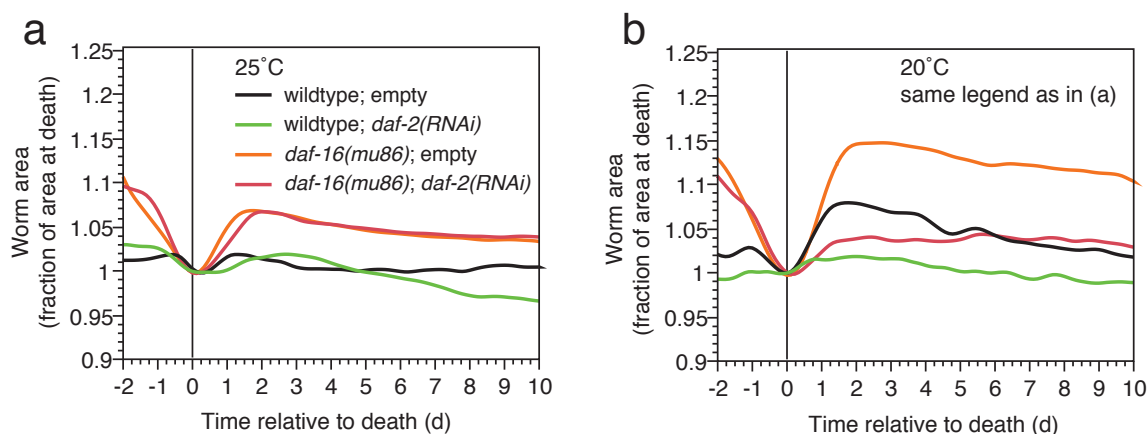 a
25˚C
wildtype; empty
wildtype; daf-2(RNAi)
daf-16(mu86); empty
daf-16(mu86); daf-2(RNAi)
Worm area
(fraction of area at death)
1.25
1.2
1.15
1.1
1.05
1
0.95
0.9
-2 -1 0 1 2 3 4 5 6 7 8 9 10
Time relative to death (d)
b
20˚C
same legend as in (a)
Worm area
(fraction of area at death)
1.25
1.2
1.15
1.1
1.05
1
0.95
0.9
-2 -1 0 1 2 3 4 5 6 7 8 9 10
Time relative to death (d)